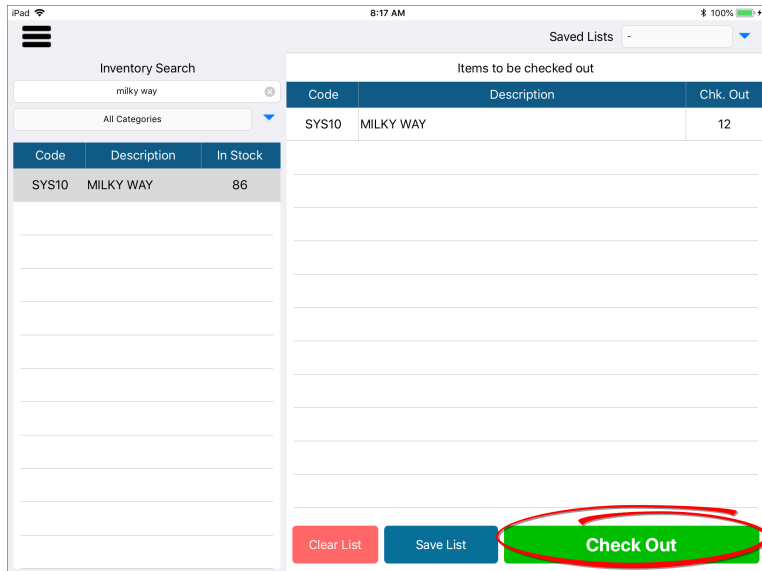 iPad 8:17 AM 100%
Saved Lists -
Inventory Search
milky way
All Categories
Code Description In Stock
SYS10 MILKY WAY 86
Items to be checked out
Code Description Chk. Out
SYS10 MILKY WAY 12
Clear List Save List Check Out